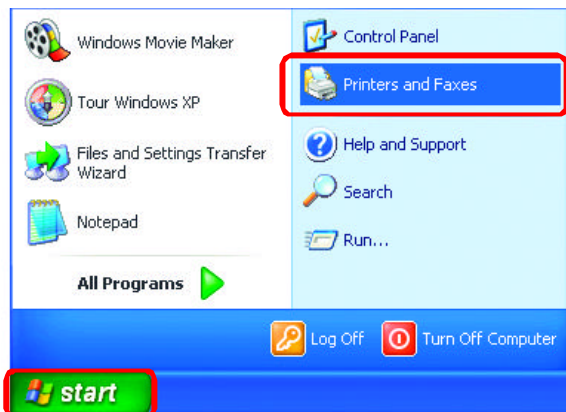 Windows Movie Maker
Tour Windows XP
Files and Settings Transfer
Wizard
Notepad
All Programs
Control Panel
Printers and Faxes
Help and Support
Search
Run...
Log Off
Turn Off Computer
start